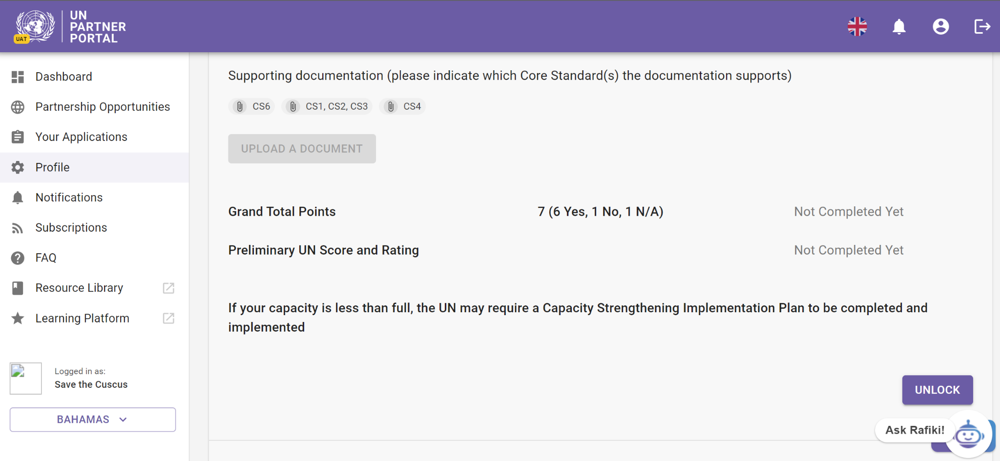 UN
PARTNER
PORTAL
UAT
Dashboard
Partnership Opportunities
Your Applications
Profile
Notifications
Subscriptions
FAQ
Resource Library
Learning Platform
Logged in as:
Save the Cuscus
BAHAMAS
Supporting documentation (please indicate which Core Standard(s) the documentation supports)
CS6 CS1, CS2, CS3 CS4
UPLOAD A DOCUMENT
Grand Total Points 7 (6 Yes, 1 No, 1 N/A) Not Completed Yet
Preliminary UN Score and Rating Not Completed Yet
If your capacity is less than full, the UN may require a Capacity Strengthening Implementation Plan to be completed and
implemented
UNLOCK
Ask Rafiki!